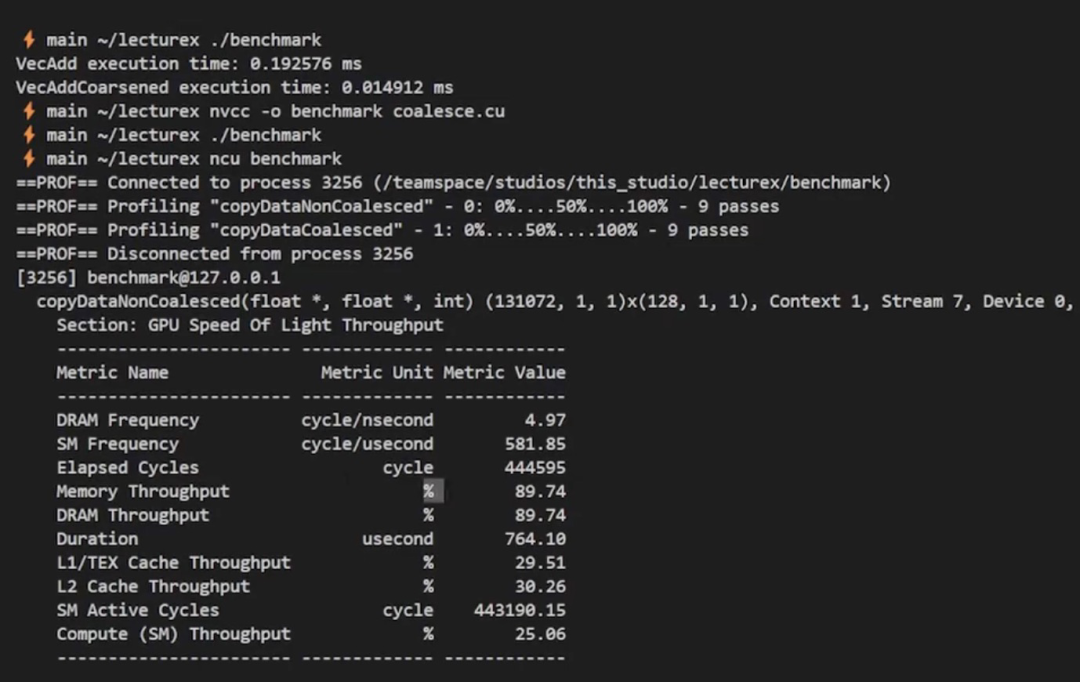 ⚡ main ~/lecturex ./benchmark
VecAdd execution time: 0.192576 ms
VecAddCoarsened execution time: 0.014912 ms
⚡ main ~/lecturex nvcc -o benchmark coalesce.cu
⚡ main ~/lecturex ./benchmark
⚡ main ~/lecturex ncu benchmark
==PROF== Connected to process 3256 (/teamspace/studios/this_studio/lecturex/benchmark)
==PROF== Profiling "copyDataNonCoalesced" - 0: 0%....50%....100% - 9 passes
==PROF== Profiling "copyDataCoalesced" - 1: 0%....50%....100% - 9 passes
==PROF== Disconnected from process 3256
[3256] benchmark@127.0.0.1
copyDataNonCoalesced(float *, float *, int) (131072, 1, 1)x(128, 1, 1), Context 1, Stream 7, Device 0,
Section: GPU Speed Of Light Throughput
----------------------- ------------- ------------
Metric Name Metric Unit Metric Value
----------------------- ------------- ------------
DRAM Frequency cycle/nsecond 4.97
SM Frequency cycle/usecond 581.85
Elapsed Cycles cycle 444595
Memory Throughput % 89.74
DRAM Throughput % 89.74
Duration usecond 764.10
L1/TEX Cache Throughput % 29.51
L2 Cache Throughput % 30.26
SM Active Cycles cycle 443190.15
Compute (SM) Throughput % 25.06
----------------------- ------------- ------------